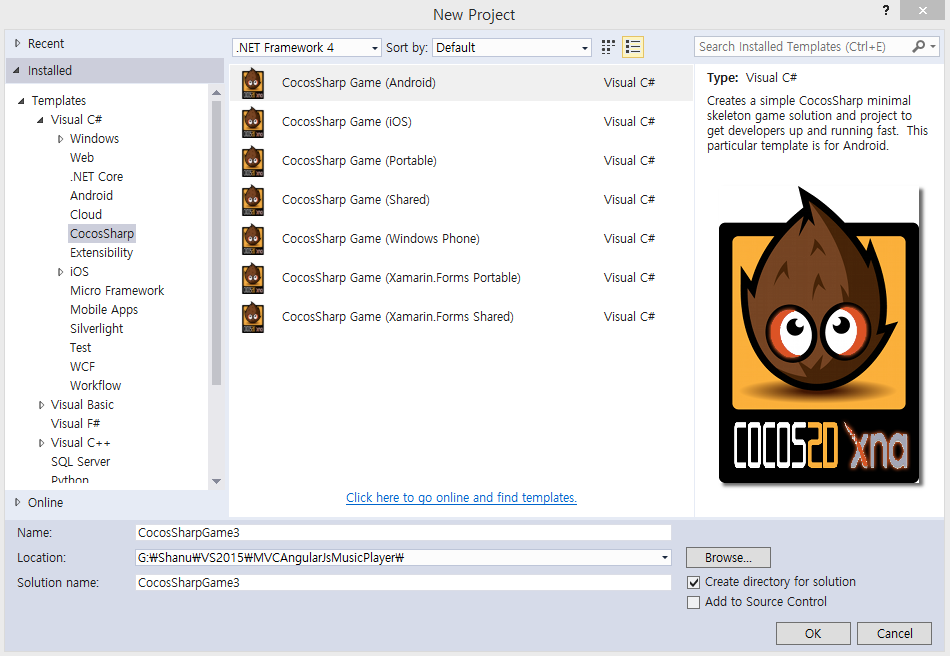 New Project
?
Recent
Installed
Templates
Visual C#
Windows
Web
.NET Core
Android
Cloud
CocosSharp
Extensibility
iOS
Micro Framework
Mobile Apps
Silverlight
Test
WCF
Workflow
Visual Basic
Visual F#
Visual C++
SQL Server
Python
Online
.NET Framework 4
Sort by: Default
CocosSharp Game (Android) Visual C#
CocosSharp Game (iOS) Visual C#
CocosSharp Game (Portable) Visual C#
CocosSharp Game (Shared) Visual C#
CocosSharp Game (Windows Phone) Visual C#
CocosSharp Game (Xamarin.Forms Portable) Visual C#
CocosSharp Game (Xamarin.Forms Shared) Visual C#
Click here to go online and find templates.
Search Installed Templates (Ctrl+E)
Type: Visual C#
Creates a simple CocosSharp minimal
skeleton game solution and project to
get developers up and running fast. This
particular template is for Android.
COCOS2D xna
Name: CocosSharpGame3
Location: G:₩Shanu₩VS2015₩MVCAngularJsMusicPlayer₩
Browse...
Solution name: CocosSharpGame3
Create directory for solution
Add to Source Control
OK Cancel